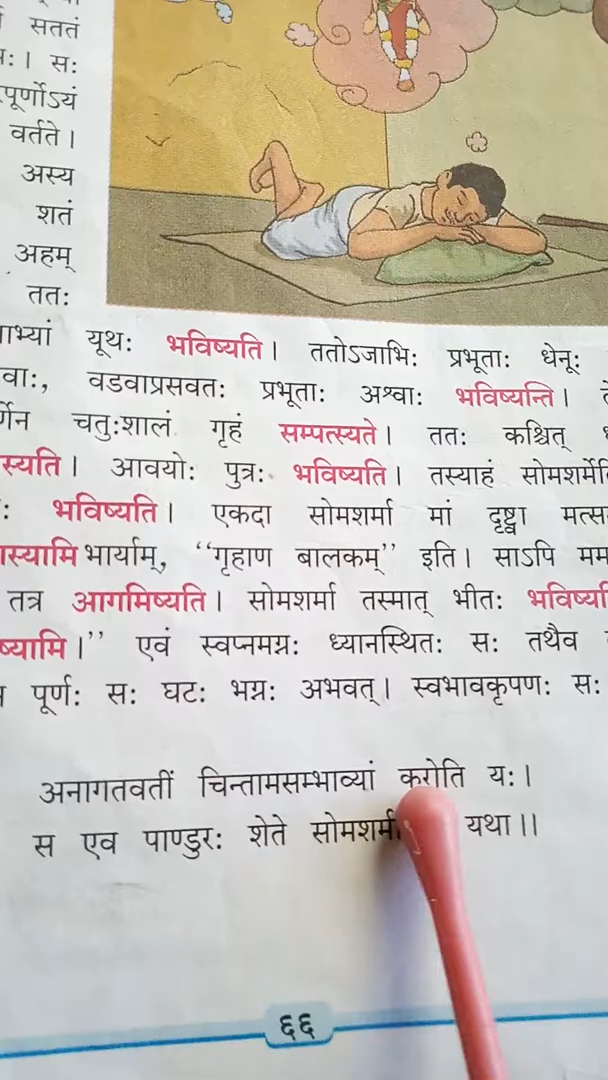 सततं
सः
पूर्णोऽयं
वर्तते।
अस्य
शतं
अहम्
ततः
यूथः भविष्यति। ततोऽजाभिः प्रभूताः धेनूः
वडवाप्रसवतः प्रभूताः अश्वाः भविष्यन्ति।
चतुःशालं गृहं सम्पत्स्यते। ततः कश्चित्
आवयोः पुत्रः भविष्यति। तस्याहं
भविष्यति। एकदा सोमशर्मा मां दृष्ट्वा
भार्याम्, “गृहाण बालकम्” इति। साऽपि मम
तत्र आगमिष्यति। सोमशर्मा तस्मात् भीतः
एवं स्वप्नमग्नः ध्यानस्थितः सः तथैव
पूर्णः सः घटः भग्नः अभवत्। स्वभावकृपणः सः
अनागतवतीं चिन्तामसम्भाव्यां करोति यः।
स एव पाण्डुरः शेते यथा।।
६६